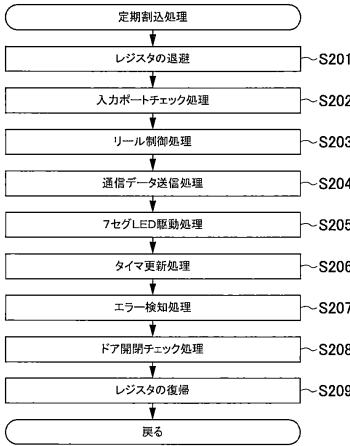 定期割込処理
レジスタの退避 S201
入力ポートチェック処理 S202
リール制御処理 S203
通信データ送信処理 S204
7セグLED駆動処理 S205
タイマ更新処理 S206
エラー検知処理 S207
ドア開閉チェック処理 S208
レジスタの復帰 S209
戻る